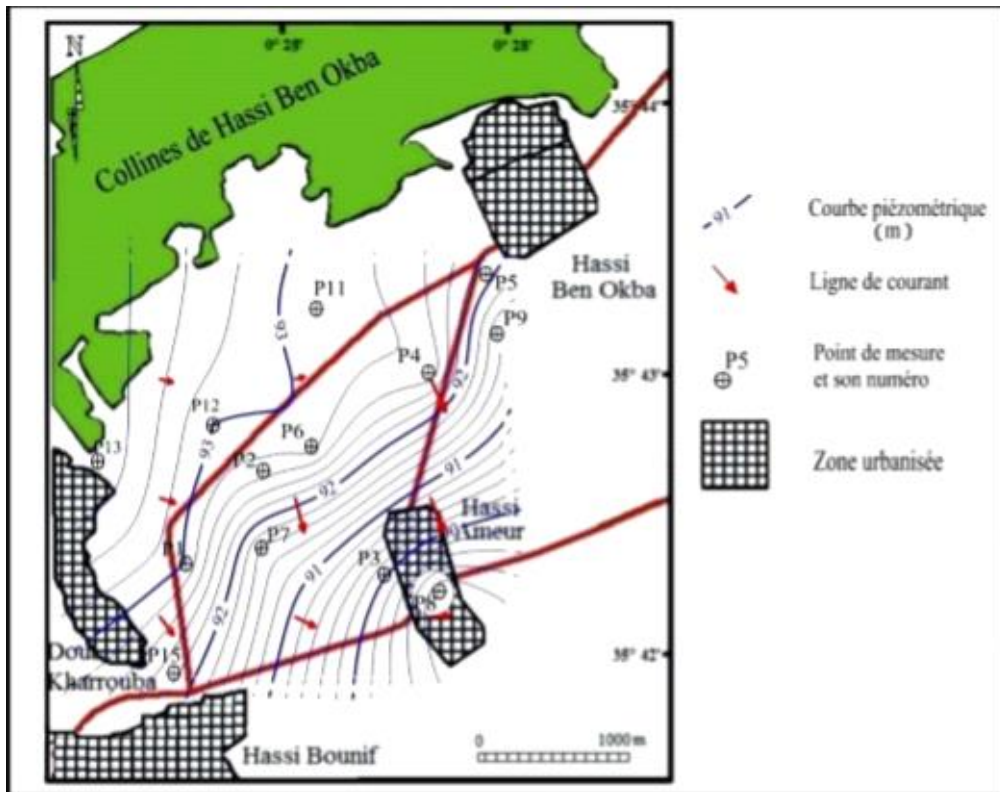 N
0° 28'
0° 28'
35° 44'
Collines de Hassi Ben Okba
Courbe piézométrique
(m)
91
Hassi
Ben Okba
P5
Ligne de courant
P11
93
P9
P4
92
35° 43'
P5
Point de mesure
et son numéro
P12
P6
P13
93
P2
91
Zone urbanisée
92
Hassi
Ameur
P7
P1
91
P3
P8
92
35° 42'
P15
Kharrouba
0
1000 m
Hassi Bounif